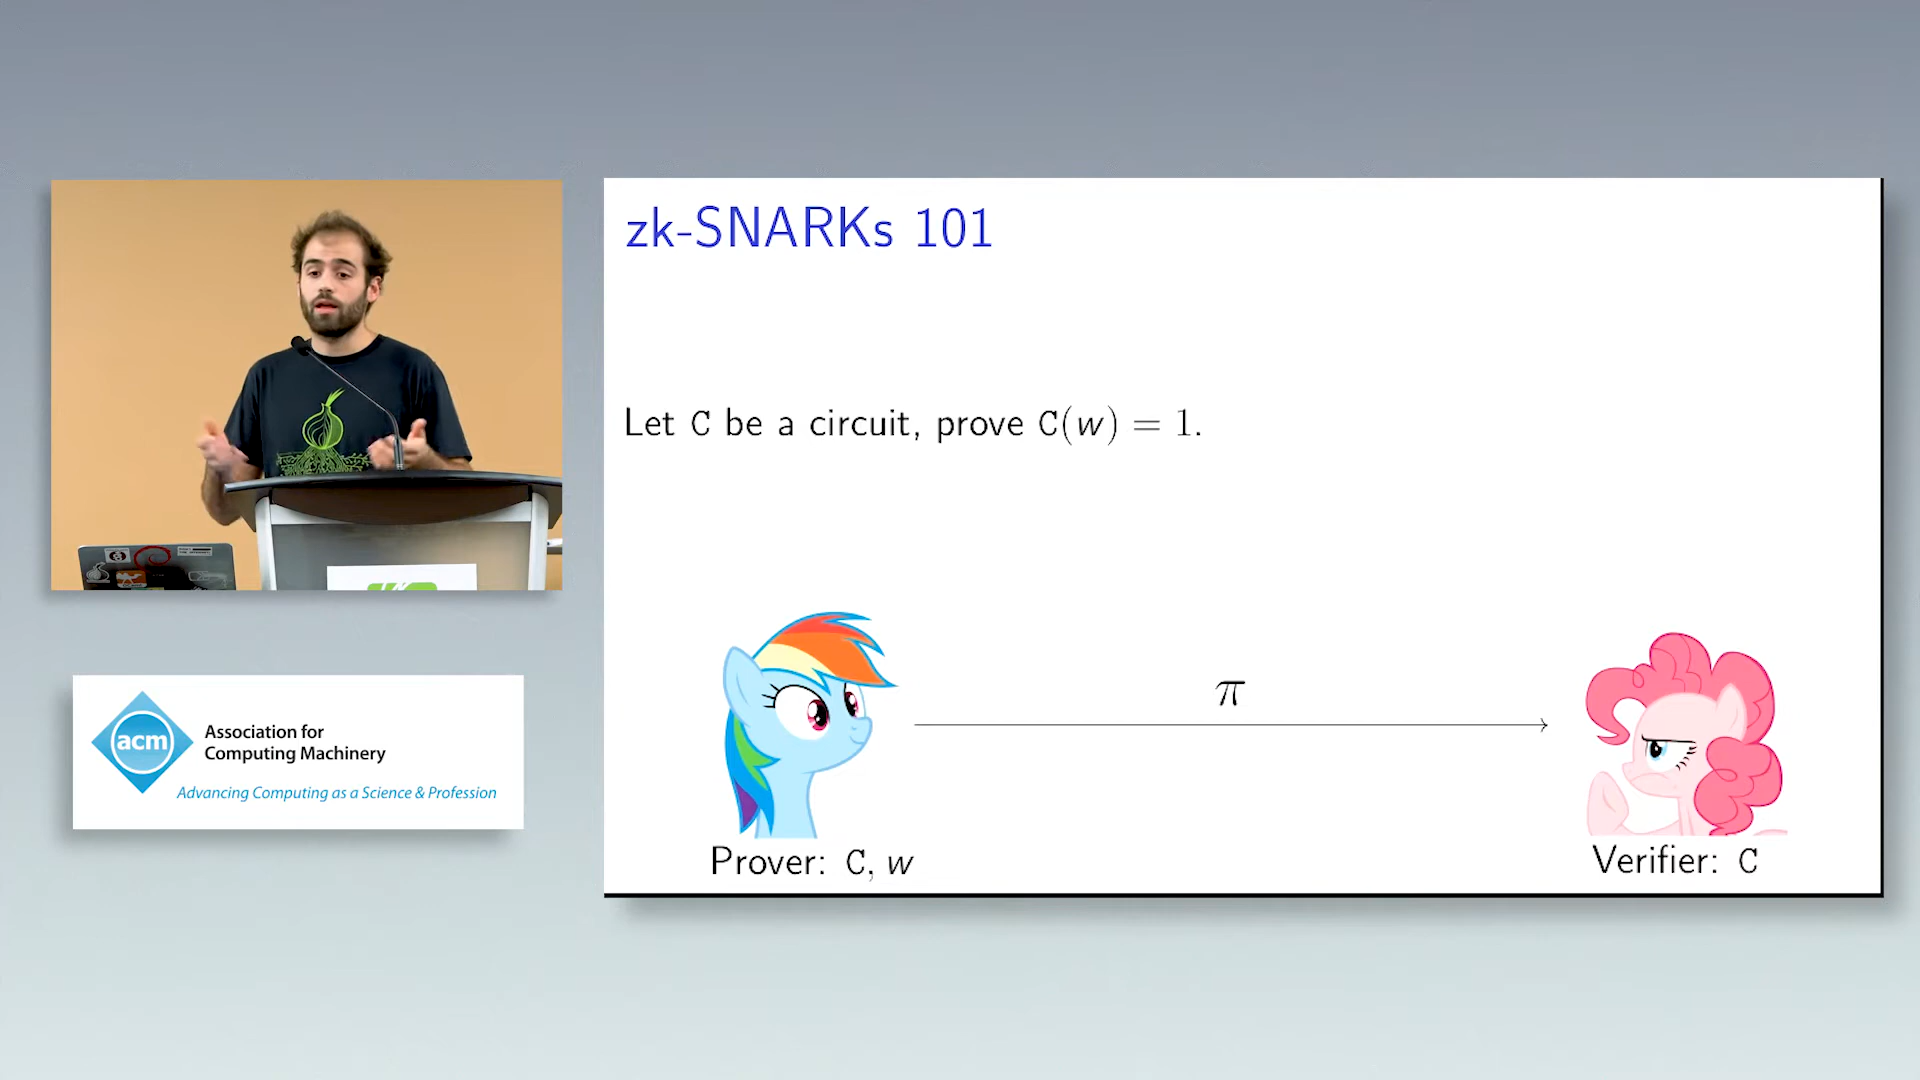 zk-SNARKs 101
Let C be a circuit, prove C(w) = 1.
π
Prover: C, w
Verifier: C
acm
Association for
Computing Machinery
Advancing Computing as a Science & Profession